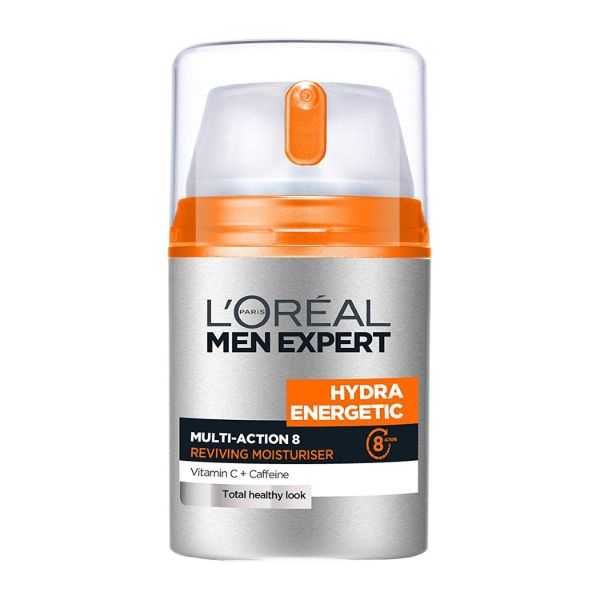 L'ORÉAL
PARIS
MEN EXPERT
HYDRA
ENERGETIC
MULTI-ACTION 8
REVIVING MOISTURISER
8 ACTIONS
Vitamin C + Caffeine
Total healthy look